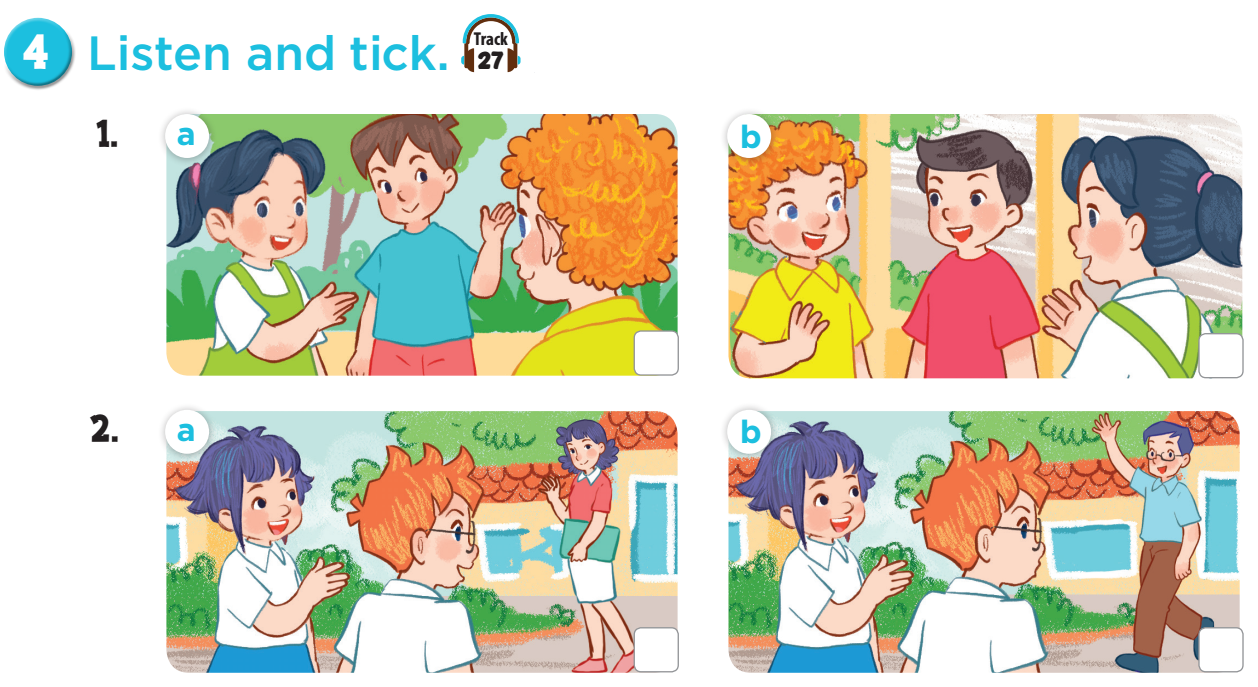 4 Listen and tick. Track 27
1. a b
2. a b